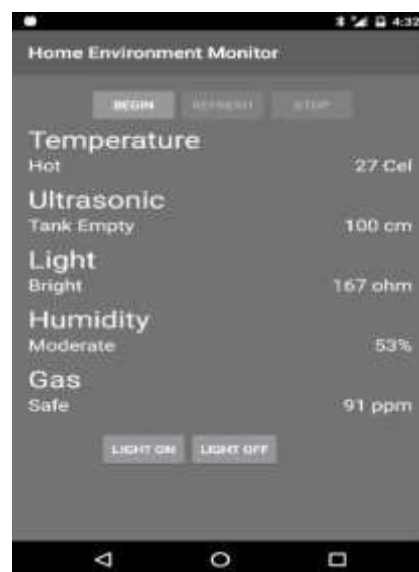 4:32
Home Environment Monitor
BEGIN REFRESH STOP
Temperature
Hot 27 Cel
Ultrasonic
Tank Empty 100 cm
Light
Bright 167 ohm
Humidity
Moderate 53%
Gas
Safe 91 ppm
LIGHT ON LIGHT OFF